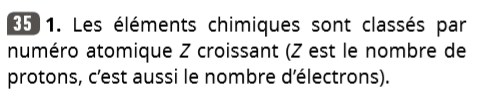 35 1. Les éléments chimiques sont classés par
numéro atomique Z croissant (Z est le nombre de
protons, c’est aussi le nombre d’électrons).